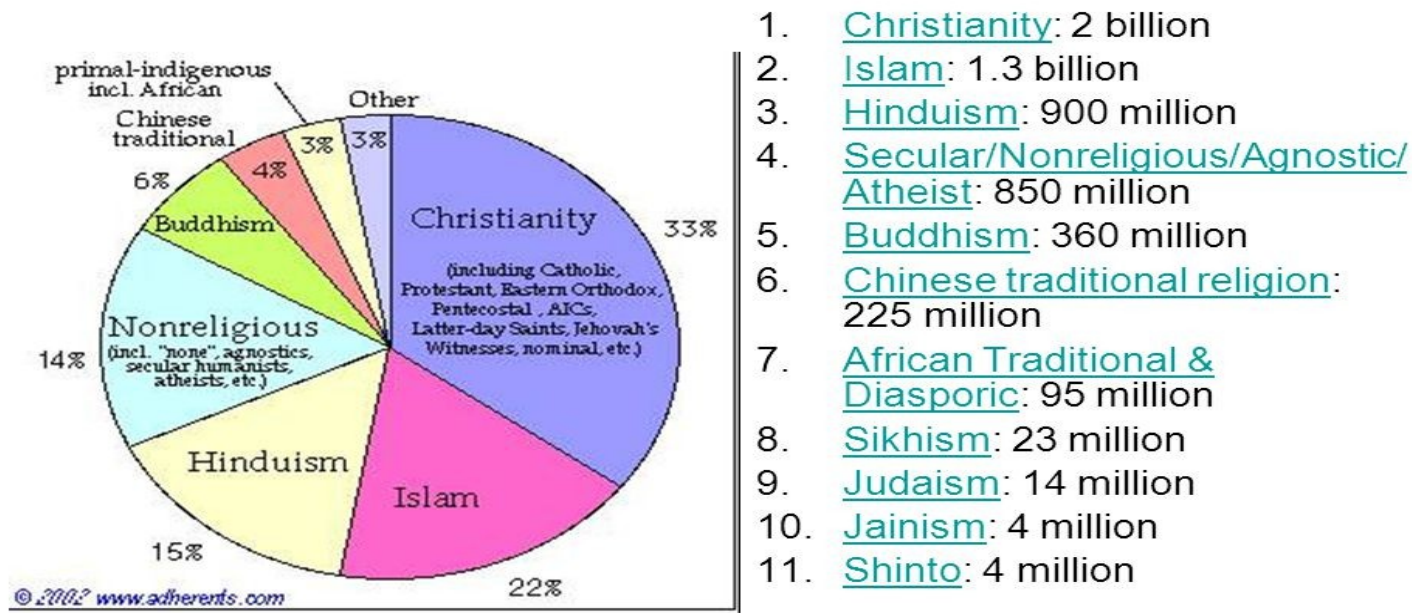 primal-indigenous
incl. African
Other
Chinese
traditional
3%
3%
4%
6%
Buddhism
Christianity
33%
(including Catholic,
Protestant, Eastern Orthodox,
Pentecostal , AICs,
Latter-day Saints, Jehovah's
Witnesses, nominal, etc.)
Nonreligious
(incl. "none", agnostics,
secular humanists,
atheists, etc.)
14%
Hinduism
Islam
15%
22%
© 2002 www.adherents.com
1. Christianity: 2 billion
2. Islam: 1.3 billion
3. Hinduism: 900 million
4. Secular/Nonreligious/Agnostic/
Atheist: 850 million
5. Buddhism: 360 million
6. Chinese traditional religion:
225 million
7. African Traditional &
Diasporic: 95 million
8. Sikhism: 23 million
9. Judaism: 14 million
10. Jainism: 4 million
11. Shinto: 4 million